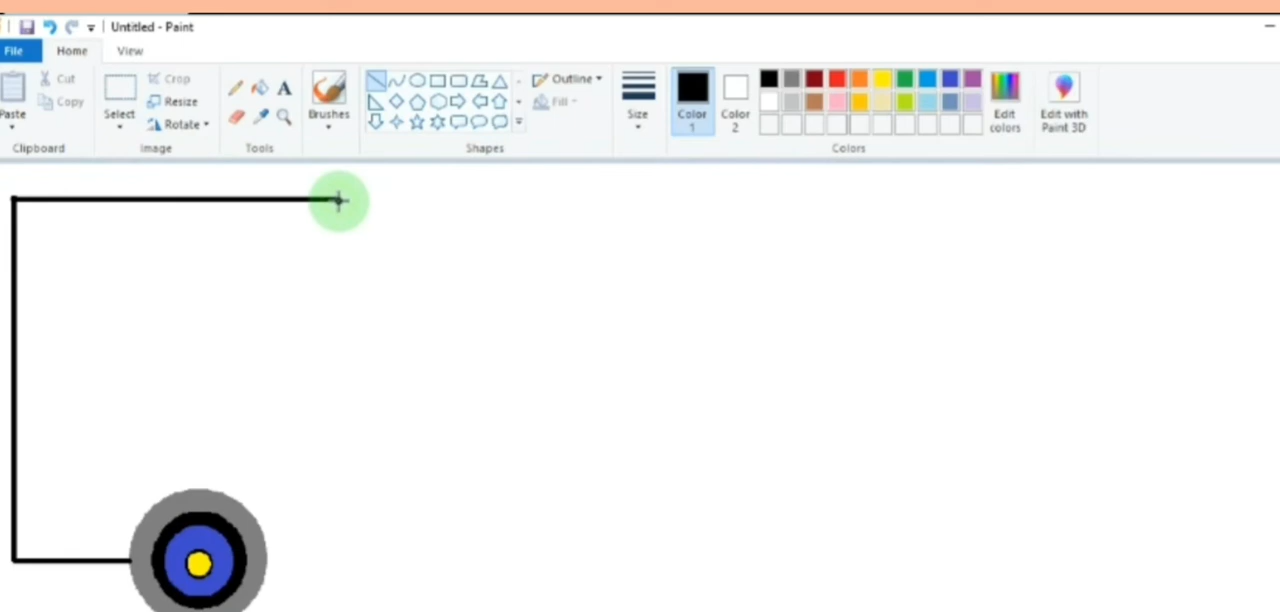 Untitled - Paint
File Home View
Paste Cut Copy Select Crop Resize Rotate Brushes Outline Fill Size Color 1 Color 2 Edit colors Edit with Paint 3D
Clipboard Image Tools Shapes Colors